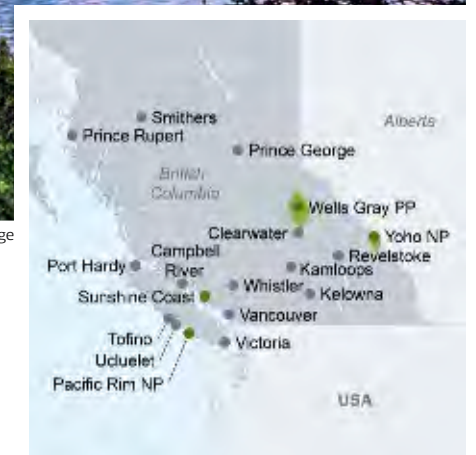 Smithers
Prince Rupert
Alberta
Prince George
British
Columbia
Wells Gray PP
ge
Clearwater
Yoho NP
Revelstoke
Port Hardy
Campbell
River
Kamloops
Sunshine Coast
Whistler
Kelowna
Vancouver
Tofino
Ucluelet
Victoria
Pacific Rim NP
USA